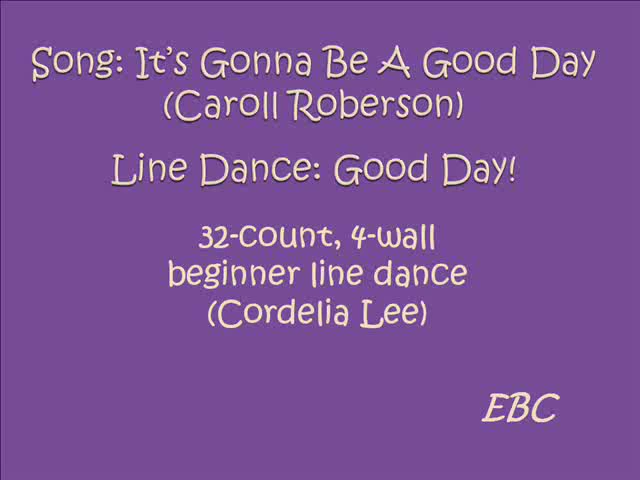 Song: It's Gonna Be A Good Day
(Caroll Roberson)
Line Dance: Good Day!
32-count, 4-wall
beginner line dance
(Cordelia Lee)
EBC